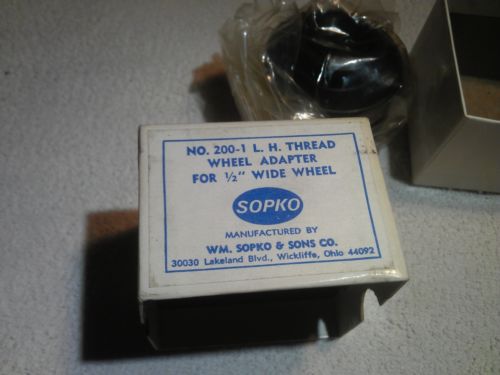 NO. 200-1 L. H. THREAD
WHEEL ADAPTER
FOR ½" WIDE WHEEL
SOPKO
MANUFACTURED BY
WM. SOPKO & SONS CO.
30030 Lakeland Blvd., Wickliffe, Ohio 44092